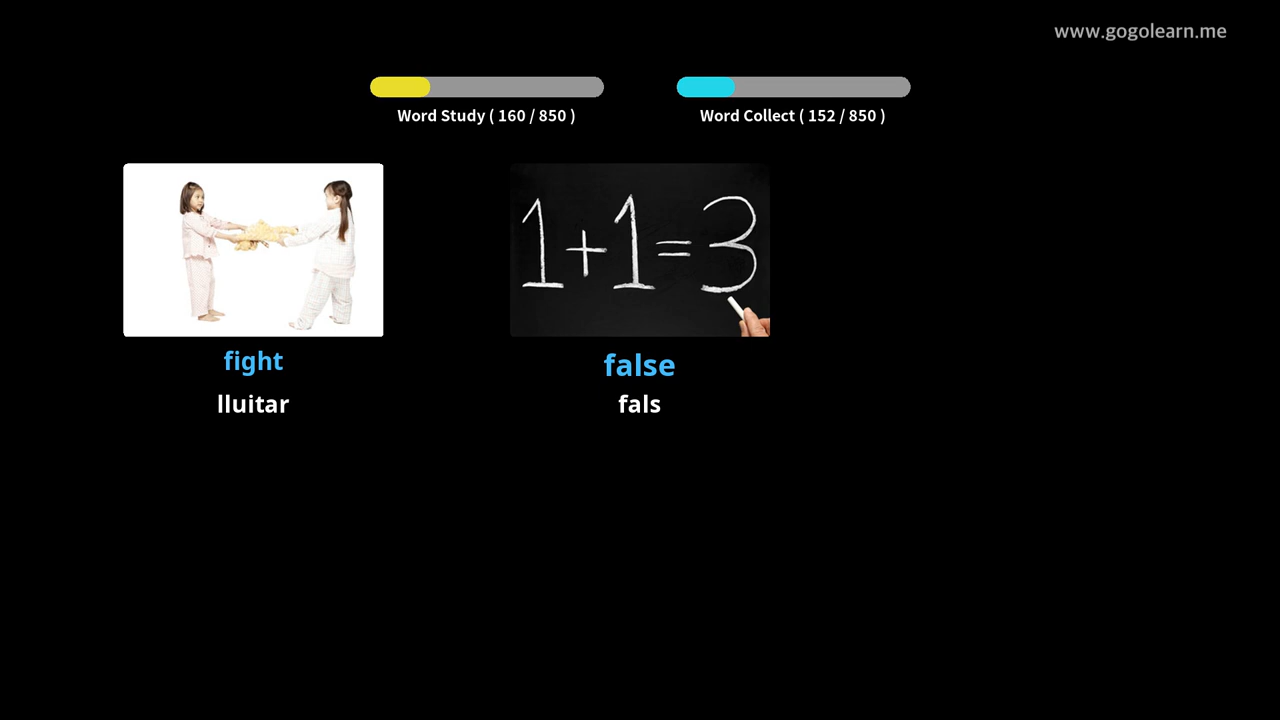 www.gogolearn.me
Word Study ( 160 / 850 )
Word Collect ( 152 / 850 )
1+1=3
fight
false
lluitar
fals